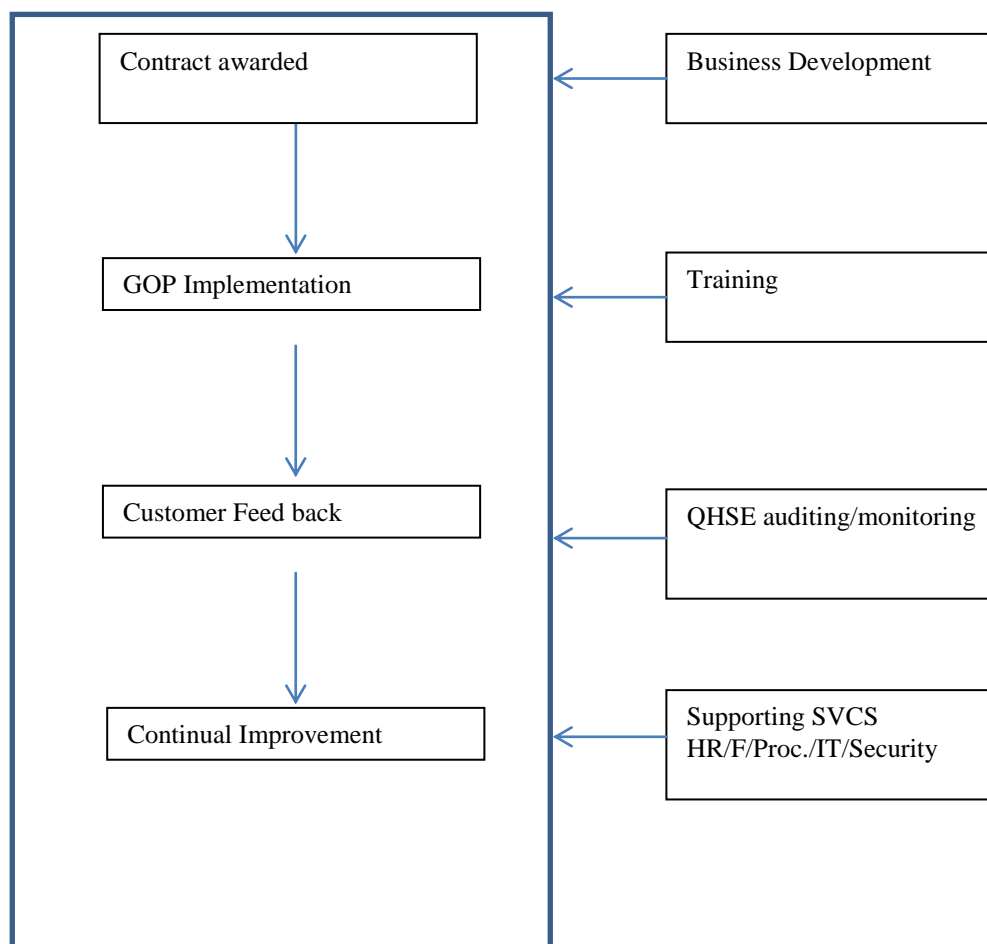 Contract awarded
Business Development
GOP Implementation
Training
Customer Feed back
QHSE auditing/monitoring
Continual Improvement
Supporting SVCS
HR/F/Proc./IT/Security